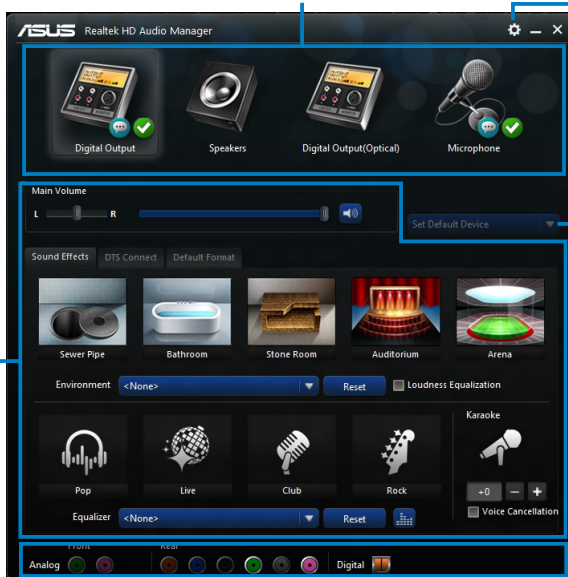 ASUS Realtek HD Audio Manager
OUTPUT OUTPUT
Digital Output Speakers Digital Output(Optical) Microphone
Main Volume
L R
Set Default Device
Sound Effects DTS Connect Default Format
Sewer Pipe Bathroom Stone Room Auditorium Arena
Environment <None> Reset Loudness Equalization
Karaoke
Pop Live Club Rock
+0
Equalizer <None> Reset Voice Cancellation
Front Rear
Analog Digital